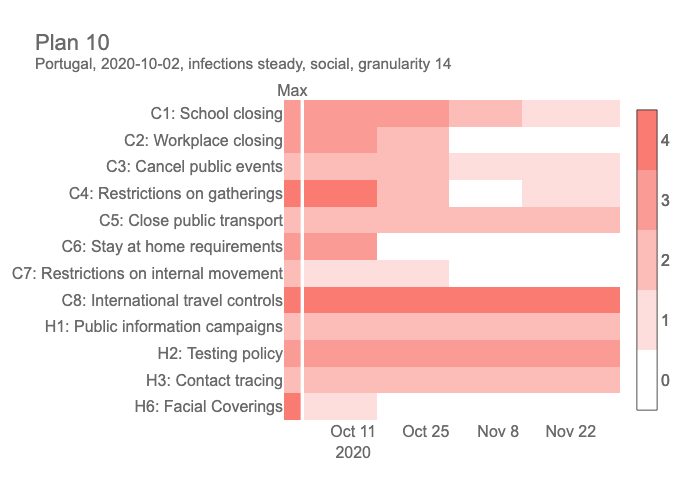 Plan 10
Portugal, 2020-10-02, infections steady, social, granularity 14
Max
C1: School closing
C2: Workplace closing
C3: Cancel public events
C4: Restrictions on gatherings
C5: Close public transport
C6: Stay at home requirements
C7: Restrictions on internal movement
C8: International travel controls
H1: Public information campaigns
H2: Testing policy
H3: Contact tracing
H6: Facial Coverings
4
3
2
1
0
Oct 11 Oct 25 Nov 8 Nov 22
2020